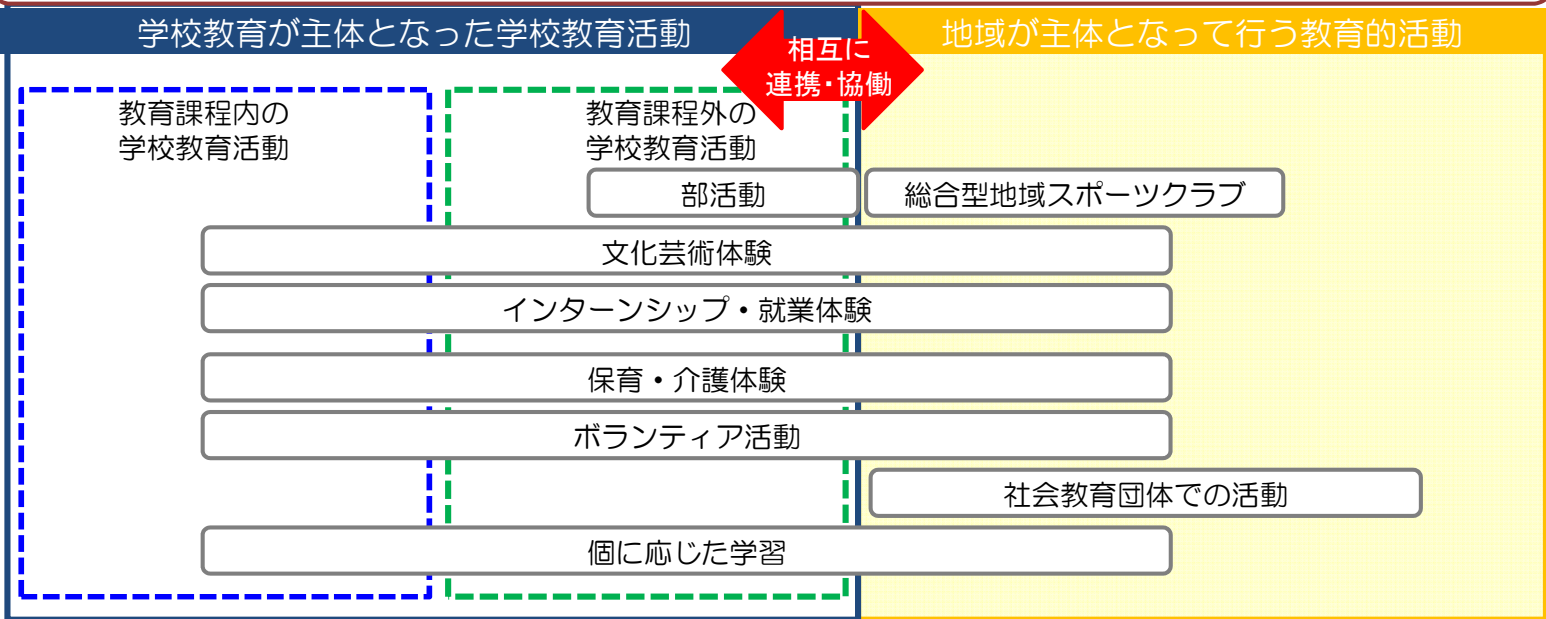 学校教育が主体となった学校教育活動
相互に
連携・協働
地域が主体となって行う教育的活動
教育課程内の
学校教育活動
教育課程外の
学校教育活動
部活動
総合型地域スポーツクラブ
文化芸術体験
インターンシップ・就業体験
保育・介護体験
ボランティア活動
社会教育団体での活動
個に応じた学習